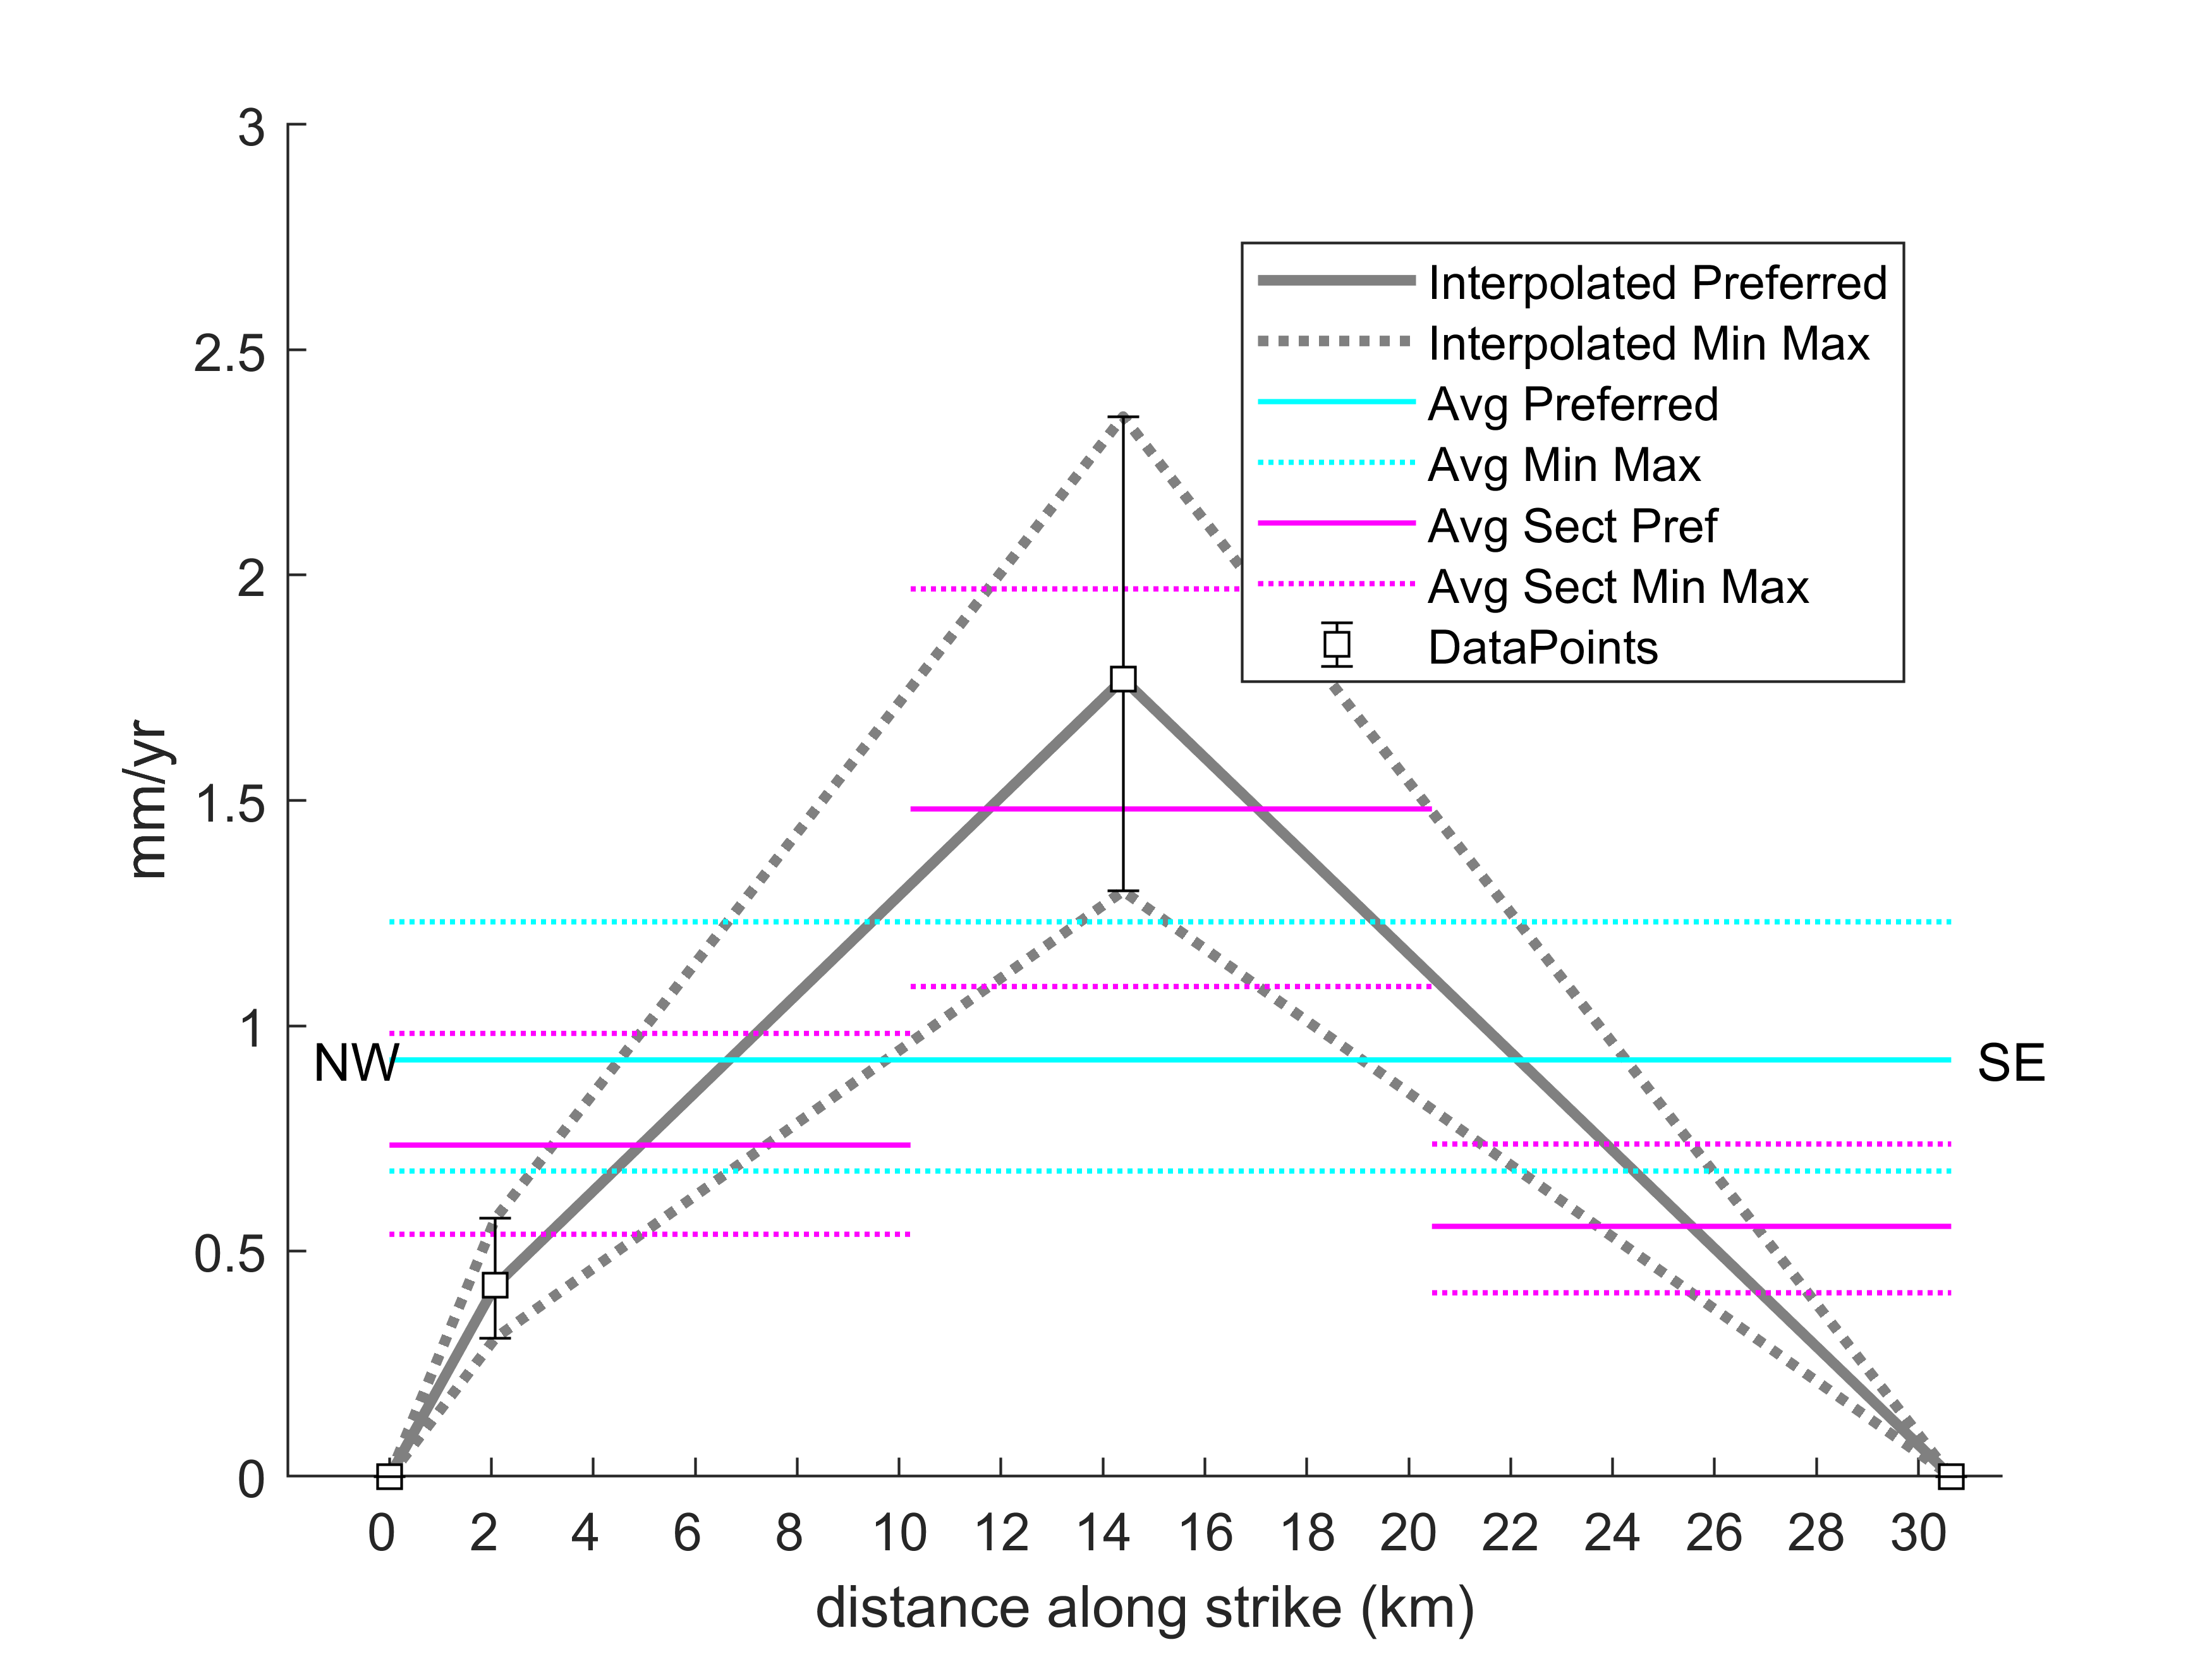 3
2.5
2
1.5
1
0.5
0
mm/yr
Interpolated Preferred
Interpolated Min Max
Avg Preferred
Avg Min Max
Avg Sect Pref
Avg Sect Min Max
DataPoints
NW
SE
0 2 4 6 8 10 12 14 16 18 20 22 24 26 28 30
distance along strike (km)